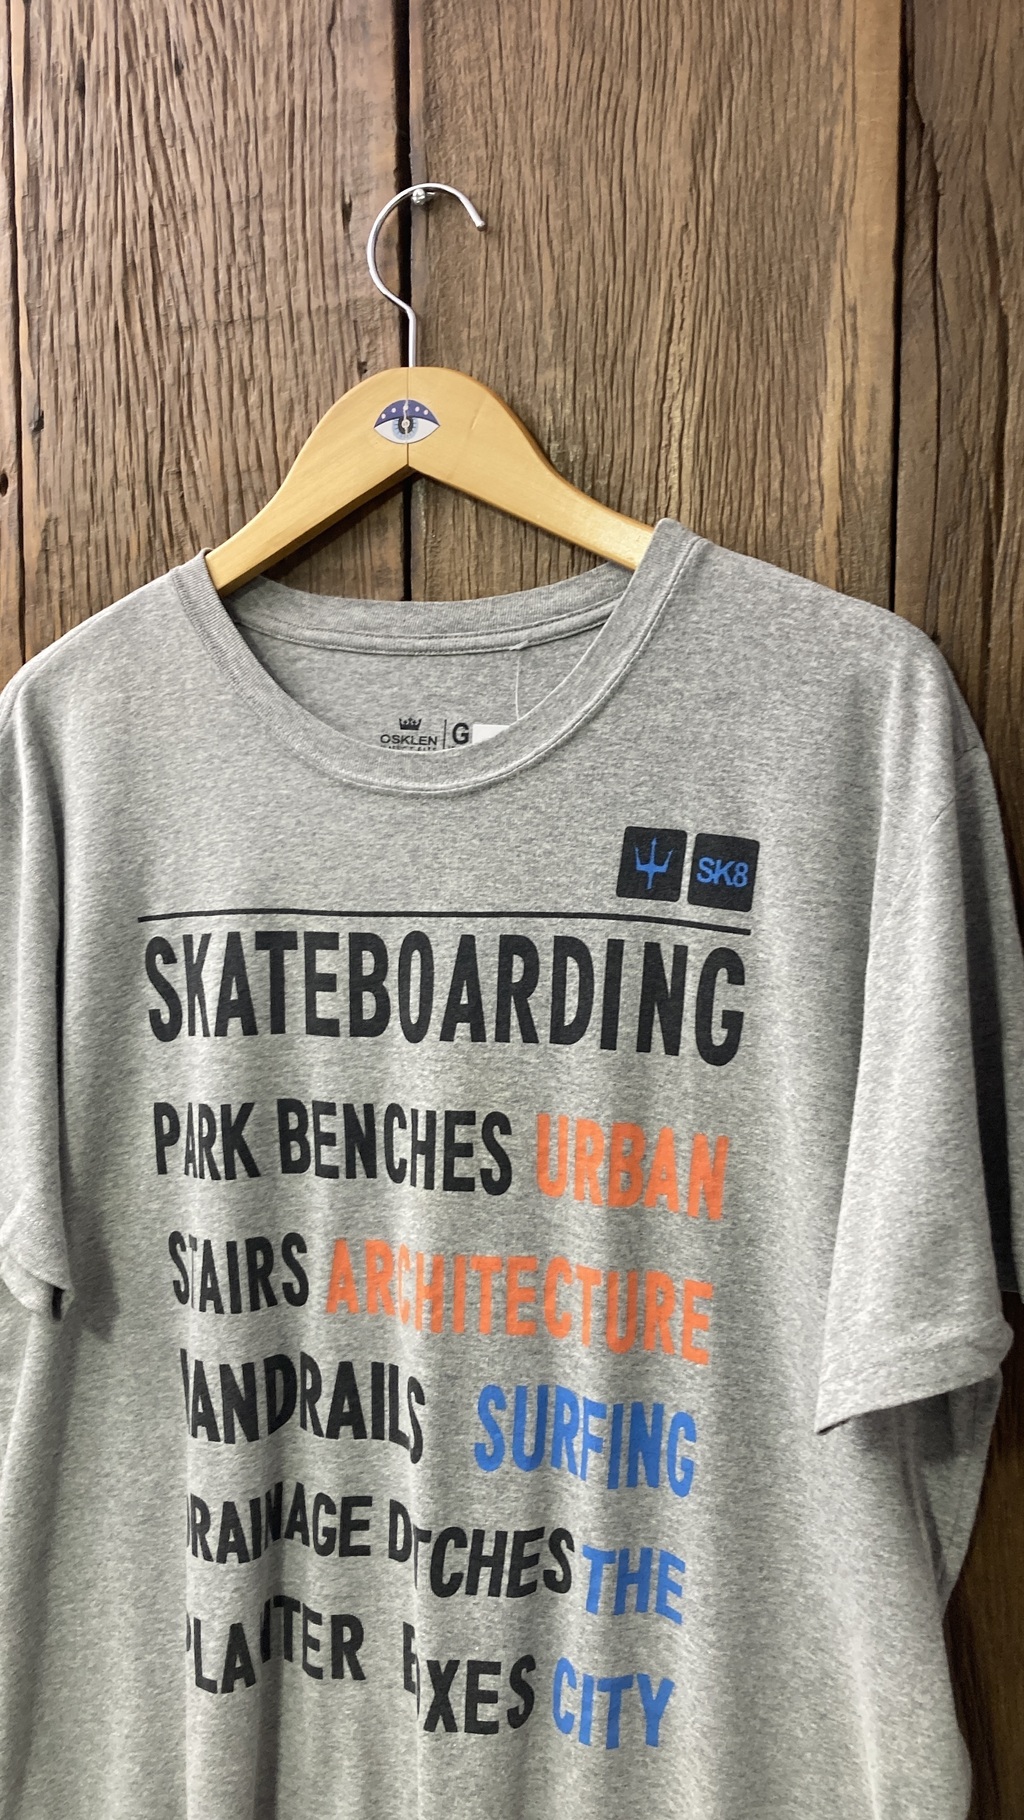 OSKLEN G
SK8
SKATEBOARDING
PARK BENCHES URBAN
STAIRS ARCHITECTURE
HANDRAILS SURFING
DRAINAGE DITCHES THE
PLANTER BOXES CITY